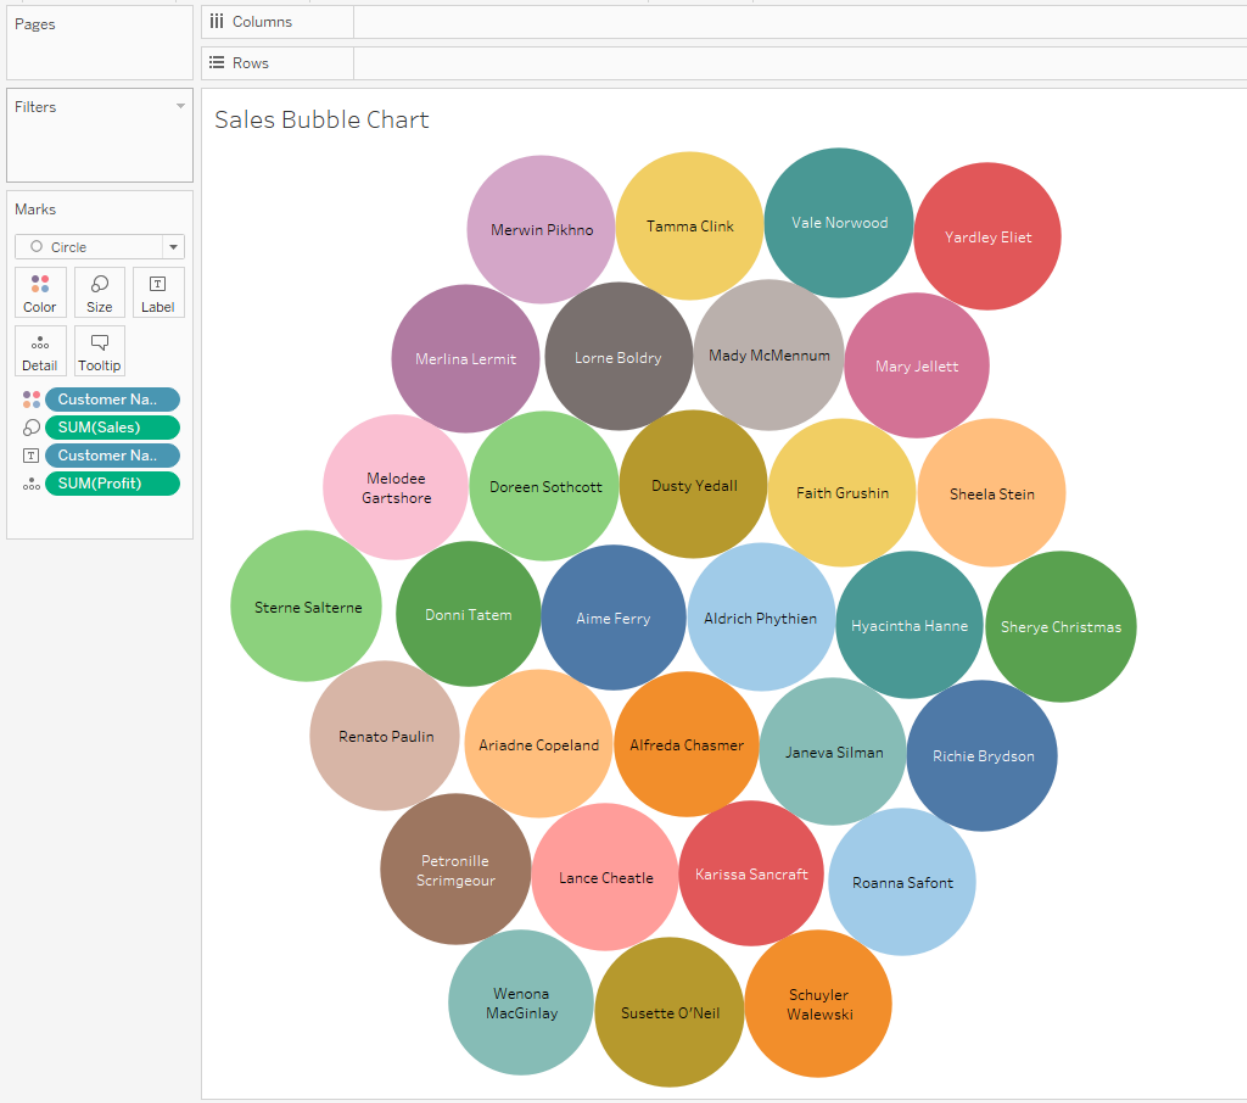 Pages
Columns
Rows
Filters
Marks
Circle
Color
Size
Label
Detail
Tooltip
Customer Na..
SUM(Sales)
Customer Na..
SUM(Profit)
Sales Bubble Chart
Merwin Pikhno
Tamma Clink
Vale Norwood
Yardley Eliet
Merlina Lermit
Lorne Boldry
Mady McMennum
Mary Jellett
Melodee
Gartshore
Doreen Sothcott
Dusty Yedall
Faith Grushin
Sheela Stein
Sterne Salterne
Donni Tatem
Aime Ferry
Aldrich Phythien
Hyacintha Hanne
Sherye Christmas
Renato Paulin
Ariadne Copeland
Alfreda Chasmer
Janeva Silman
Richie Brydson
Petronille
Scrimgeour
Lance Cheatle
Karissa Sancraft
Roanna Safont
Wenona
MacGinlay
Susette O'Neil
Schuyler
Walewski